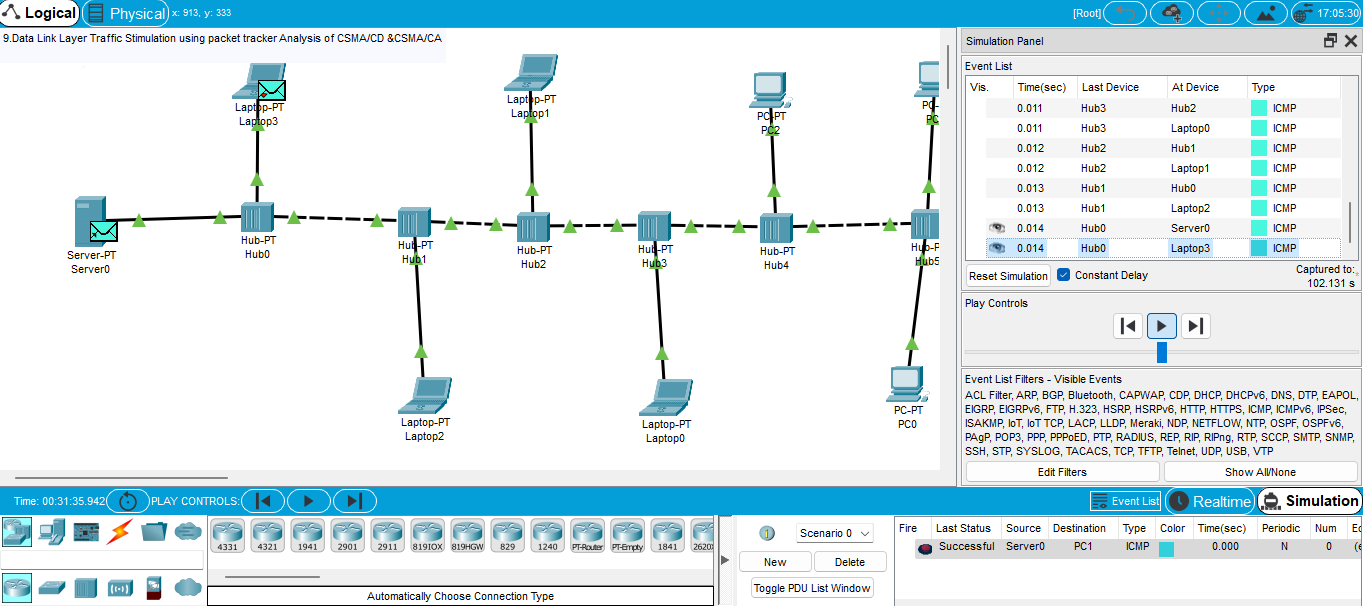 Logical Physical x: 913, y: 333 [Root] 17:05:30
9.Data Link Layer Traffic Stimulation using packet tracker Analysis of CSMA/CD &CSMA/CA
Laptop-PT
Laptop3
Laptop-PT
Laptop1
PC-PT
PC2
PC-
PC
Server-PT
Server0
Hub-PT
Hub0
Hub-PT
Hub1
Hub-PT
Hub2
Hub-PT
Hub3
Hub-PT
Hub4
Hub-P
Hub5
Laptop-PT
Laptop2
Laptop-PT
Laptop0
PC-PT
PC0
Simulation Panel
Event List
Vis. Time(sec) Last Device At Device Type
0.011 Hub3 Hub2 ICMP
0.011 Hub3 Laptop0 ICMP
0.012 Hub2 Hub1 ICMP
0.012 Hub2 Laptop1 ICMP
0.013 Hub1 Hub0 ICMP
0.013 Hub1 Laptop2 ICMP
0.014 Hub0 Server0 ICMP
0.014 Hub0 Laptop3 ICMP
Reset Simulation Constant Delay Captured to:
102.131 s
Play Controls
Event List Filters - Visible Events
ACL Filter, ARP, BGP, Bluetooth, CAPWAP, CDP, DHCP, DHCPv6, DNS, DTP, EAPOL,
EIGRP, EIGRPv6, FTP, H.323, HSRP, HSRPv6, HTTP, HTTPS, ICMP, ICMPv6, IPSec,
ISAKMP, IoT, IoT TCP, LACP, LLDP, Meraki, NDP, NETFLOW, NTP, OSPF, OSPFv6,
PAgP, POP3, PPP, PPPoED, PTP, RADIUS, REP, RIP, RIPng, RTP, SCCP, SMTP, SNMP,
SSH, STP, SYSLOG, TACACS, TCP, TFTP, Telnet, UDP, USB, VTP
Edit Filters Show All/None
Time: 00:31:35.942 PLAY CONTROLS: Event List Realtime Simulation
4331 4321 1941 2901 2911 819IOX 819HGW 829 1240 PT-Router PT-Empty 1841 2620X
Automatically Choose Connection Type
Scenario 0
New Delete
Toggle PDU List Window
Fire Last Status Source Destination Type Color Time(sec) Periodic Num Ec
Successful Server0 PC1 ICMP 0.000 N 0 (e